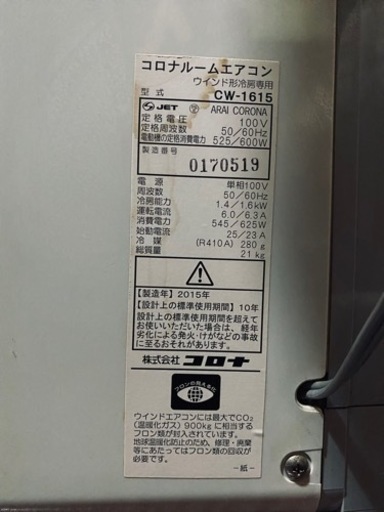 コロナルームエアコン
ウインド形冷房専用
型式 CW-1615
JET ② ARAI CORONA
定格電圧 100V
定格周波数 50/60Hz
電動機の定格消費電力 525/600W
製造番号
0170519
電源 単相100V
周波数 50/60Hz
冷房能力 1.4/1.6kW
運転電流 6.0/6.3A
消費電力 545/625W
始動電流 25/23A
冷媒 (R410A) 280g
総質量 21kg
【製造年】2015年
【設計上の標準使用期間】10年
設計上の標準使用期間を超えて
お使いいただいた場合は、経年
劣化による発火・けがなどの事故
に至るおそれがあります。
株式会社 コロナ
フロンの見える化
ウインドエアコンには最大でCO₂
(温暖化ガス)900kgに相当する
フロン類が封入されています。
地球温暖化防止のため、修理・廃棄
等にあたってはフロン類の回収が
必要です。
-紙-